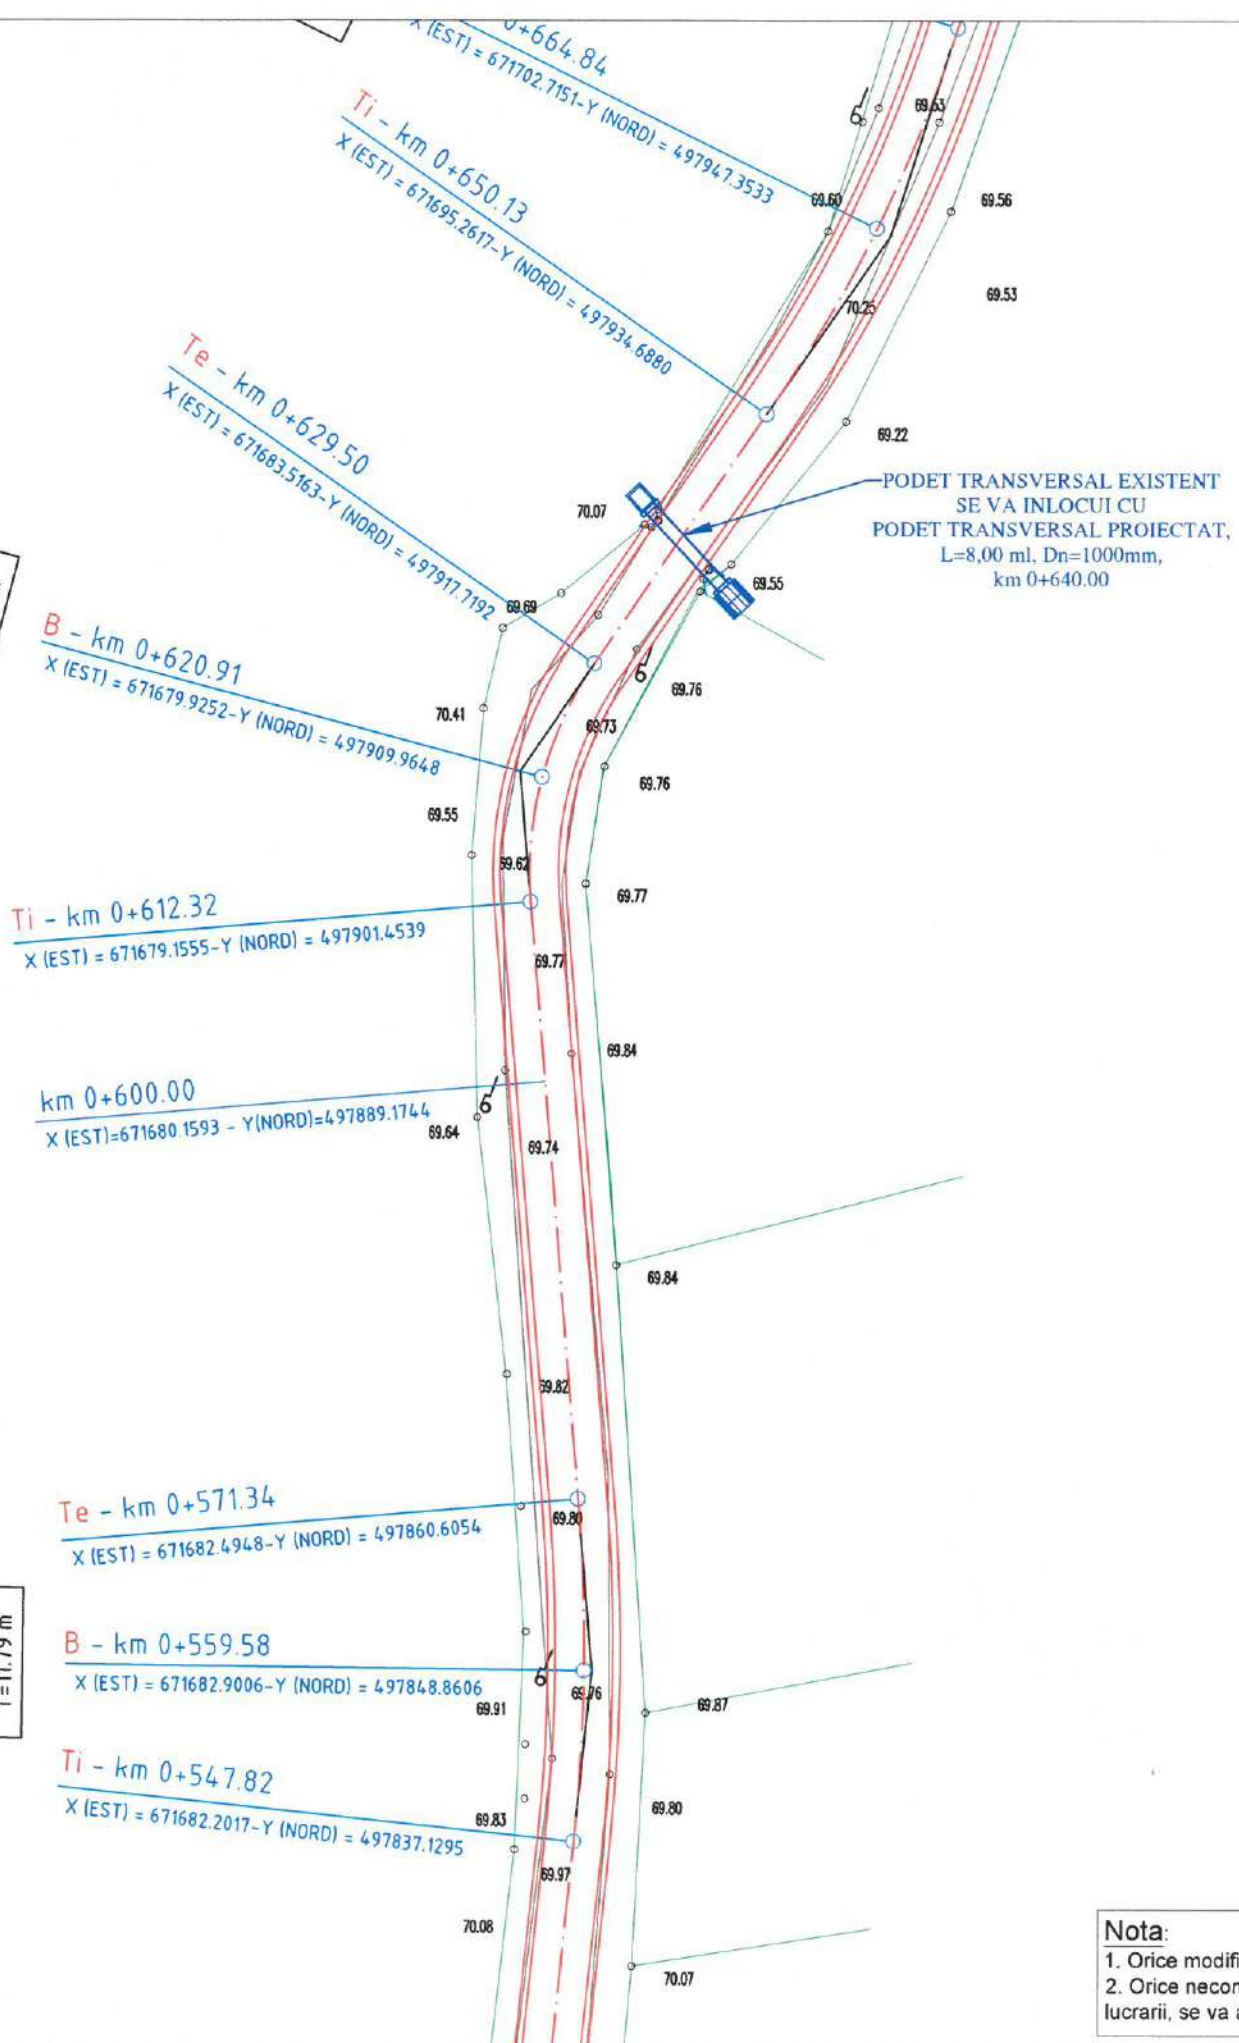 0+664.84
X (EST) = 671702.7151-Y (NORD) = 497947.3533
Ti - km 0+650.13
X (EST) = 671695.2617-Y (NORD) = 497934.6880
Te - km 0+629.50
X (EST) = 671683.5163-Y (NORD) = 497917.7192
B - km 0+620.91
X (EST) = 671679.9252-Y (NORD) = 497909.9648
Ti - km 0+612.32
X (EST) = 671679.1555-Y (NORD) = 497901.4539
km 0+600.00
X (EST)=671680.1593 - Y(NORD)=497889.1744
Te - km 0+571.34
X (EST) = 671682.4948-Y (NORD) = 497860.6054
B - km 0+559.58
X (EST) = 671682.9006-Y (NORD) = 497848.8606
Ti - km 0+547.82
X (EST) = 671682.2017-Y (NORD) = 497837.1295
PODET TRANSVERSAL EXISTENT
SE VA INLOCUI CU
PODET TRANSVERSAL PROIECTAT,
L=8,00 ml, Dn=1000mm,
km 0+640.00
69.63
69.60
69.56
69.53
70.25
69.22
70.07
69.55
69.69
69.76
70.41
69.73
69.76
69.55
69.62
69.77
69.77
69.84
69.64
69.74
69.84
69.82
69.80
69.76
69.91
69.87
69.80
69.83
69.97
70.08
70.07
Nota:
1. Orice modifi
2. Orice necon
lucrarii, se va a